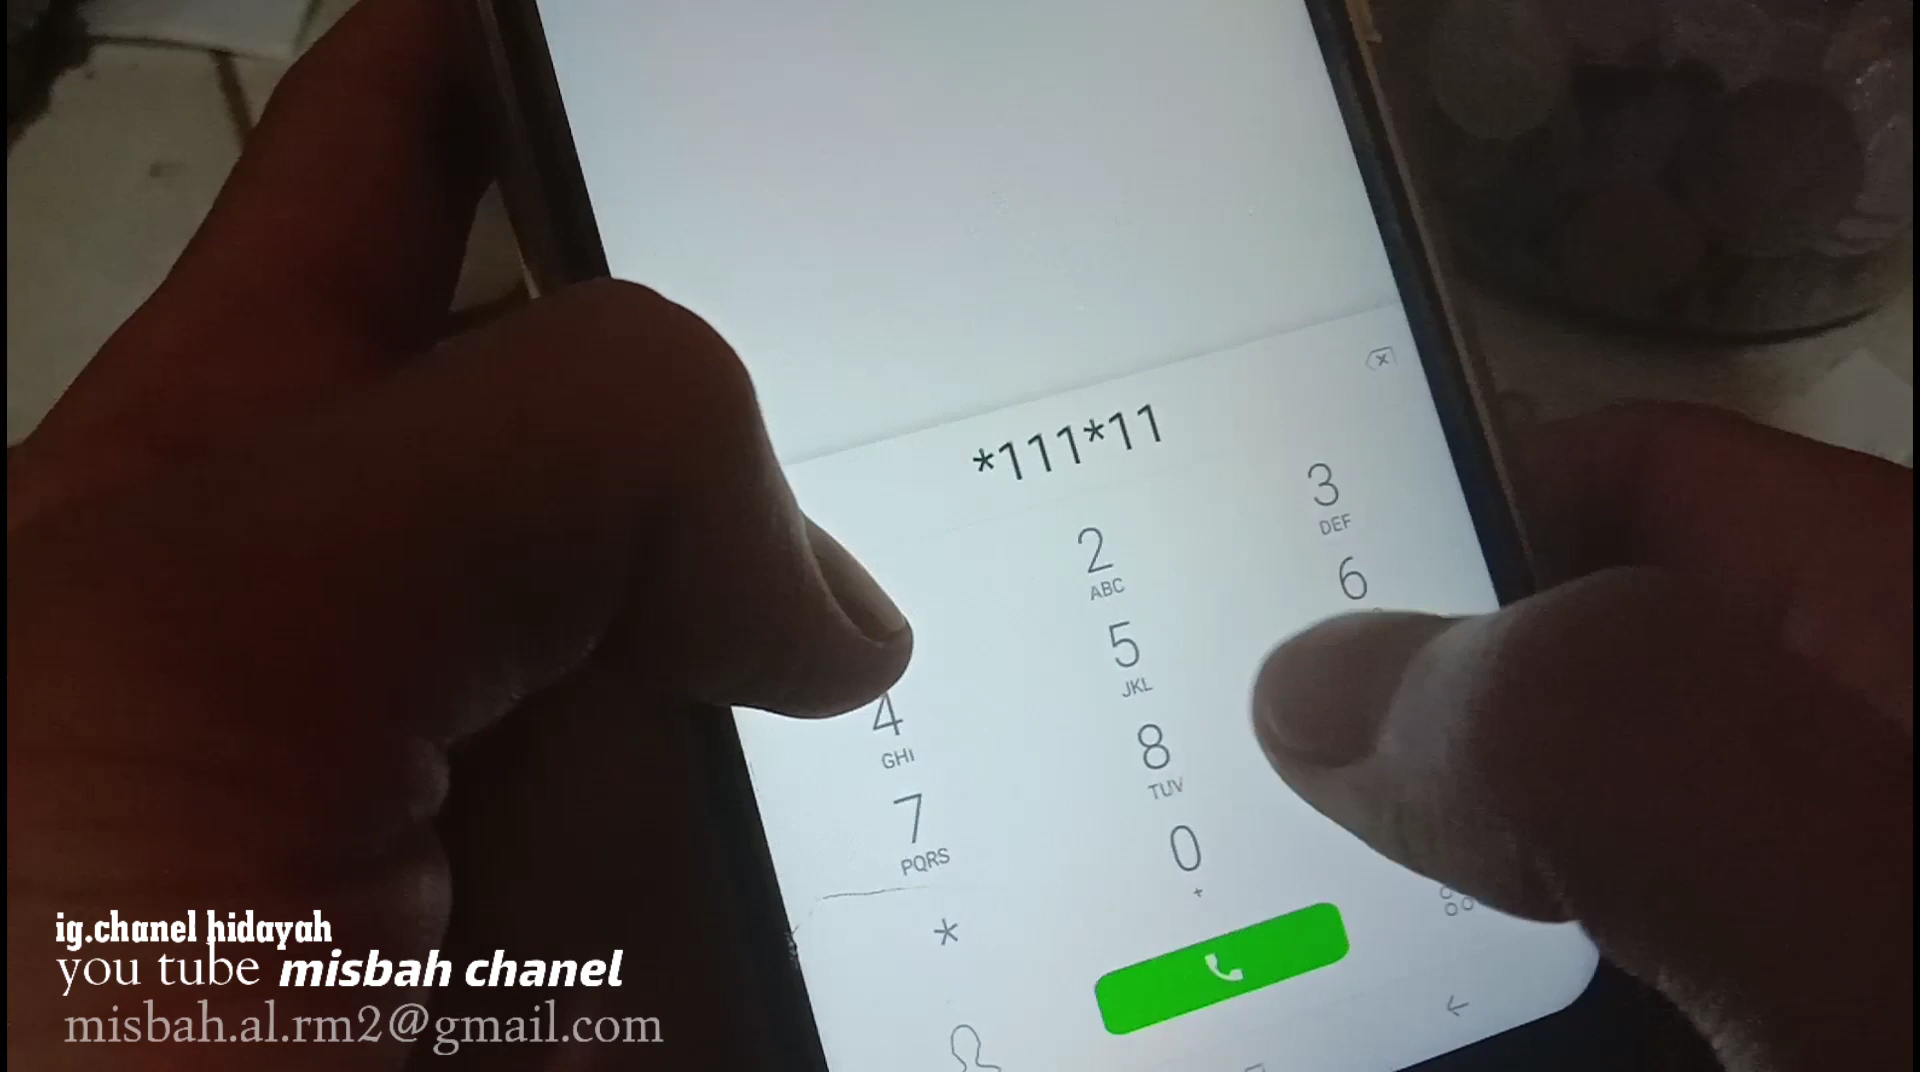 *111*11
2
ABC
3
DEF
4
GHI
5
JKL
6
7
PQRS
8
TUV
*
0
+
ig.chanel hidayah
you tube misbah chanel
misbah.al.rm2@gmail.com